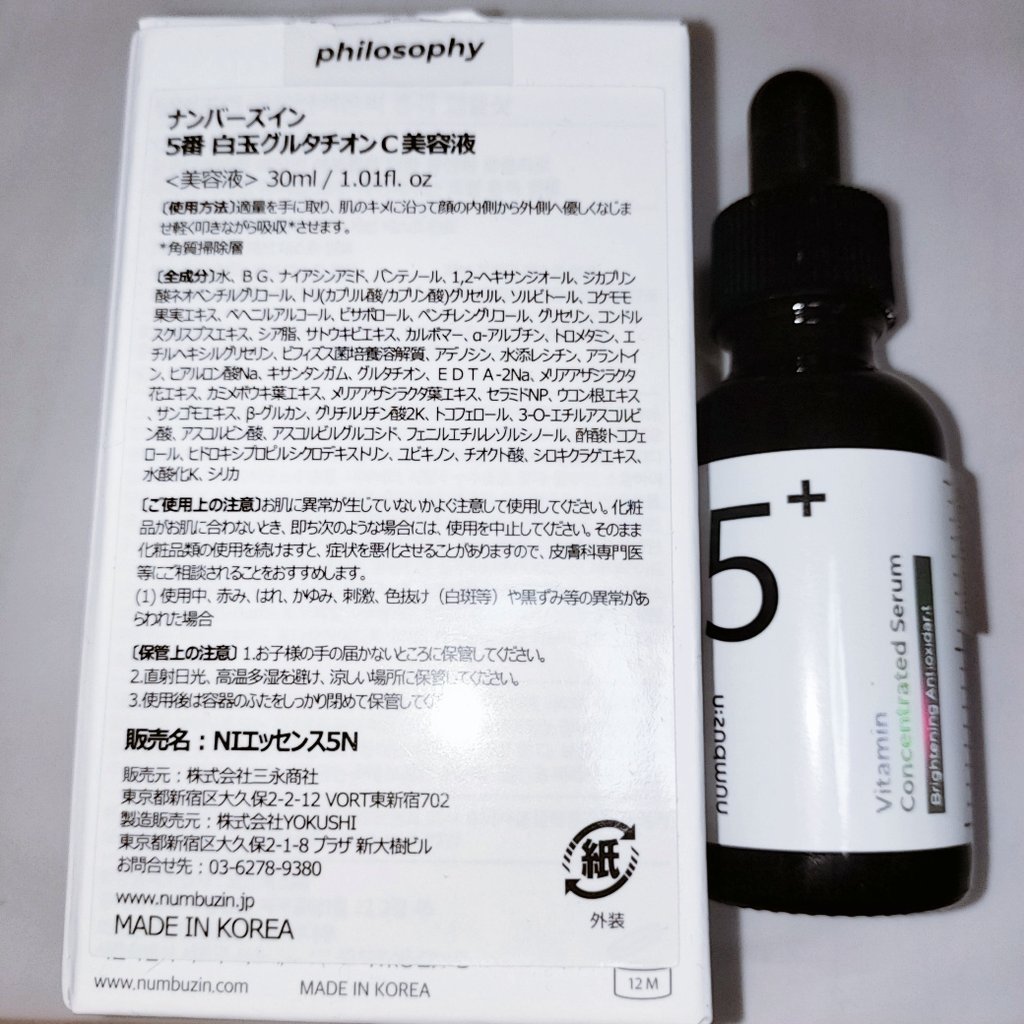 philosophy
ナンバーズイン
5番 白玉グルタチオンC美容液
<美容液> 30ml / 1.01fl. oz
〔使用方法〕適量を手に取り、肌のキメに沿って顔の内側から外側へ優しくなじま
せ軽く叩きながら吸収*させます。
*角質掃除層
〔全成分〕水、ＢＧ、ナイアシンアミド、パンテノール、1,2-ヘキサンジオール、ジカプリン
酸ネオペンチルグリコール、トリ(カプリル酸/カプリン酸)グリセリル、ソルビトール、コケモモ
果実エキス、ベヘニルアルコール、ビサボロール、ペンチレングリコール、グリセリン、コンドル
スクリスプスエキス、シア脂、サトウキビエキス、カルボマー、α-アルブチン、トロメタミン、エ
チルヘキシルグリセリン、ビフィズス菌培養溶解質、アデノシン、水添レシチン、アラントイ
ン、ヒアルロン酸Na、キサンタンガム、グルタチオン、ＥＤＴＡ-2Na、メリアアザジラクタ
花エキス、カミメボウキ葉エキス、メリアアザジラクタ葉エキス、セラミドNP、ウコン根エキス
、サンゴモエキス、β-グルカン、グリチルリチン酸2K、トコフェロール、3-O-エチルアスコルビ
ン酸、アスコルビン酸、アスコルビルグルコシド、フェニルエチルレゾルシノール、酢酸トコフェ
ロール、ヒドロキシプロピルシクロデキストリン、ユビキノン、チオクト酸、シロキクラゲエキス、
水酸化K、シリカ
〔ご使用上の注意〕お肌に異常が生じていないかよく注意して使用してください。化粧
品がお肌に合わないとき、即ち次のような場合には、使用を中止してください。そのまま
化粧品類の使用を続けますと、症状を悪化させることがありますので、皮膚科専門医
等にご相談されることをおすすめします。
(1) 使用中、赤み、はれ、かゆみ、刺激、色抜け（白斑等）や黒ずみ等の異常があ
らわれた場合
〔保管上の注意〕1.お子様の手の届かないところに保管してください。
2.直射日光、高温多湿を避け、涼しい場所に保管してください。
3.使用後は容器のふたをしっかり閉めて保管して
販売名：NIエッセンス5N
販売元：株式会社三永商社
東京都新宿区大久保2-2-12 VORT東新宿702
製造販売元：株式会社YOKUSHI
東京都新宿区大久保2-1-8 プラザ 新大樹ビル
お問合せ先：03-6278-9380
www.numbuzin.jp
MADE IN KOREA
紙
外装
www.numbuzin.com MADE IN KOREA
12M
5+
numbuz:n
Vitamin
Concentrated Serum
Brightening Antioxidant